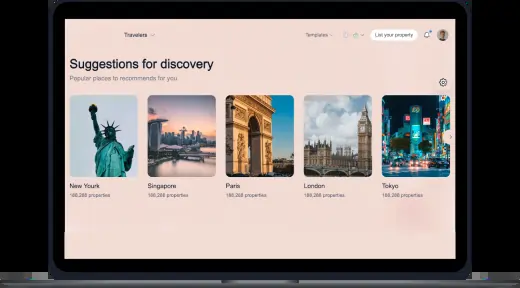 Travelers
Templates
List your property
Suggestions for discovery
Popular places to recommends for you
New Yourk
Singapore
Paris
London
Tokyo
188,288 properties
188,288 properties
188,288 properties
188,288 properties
188,288 properties